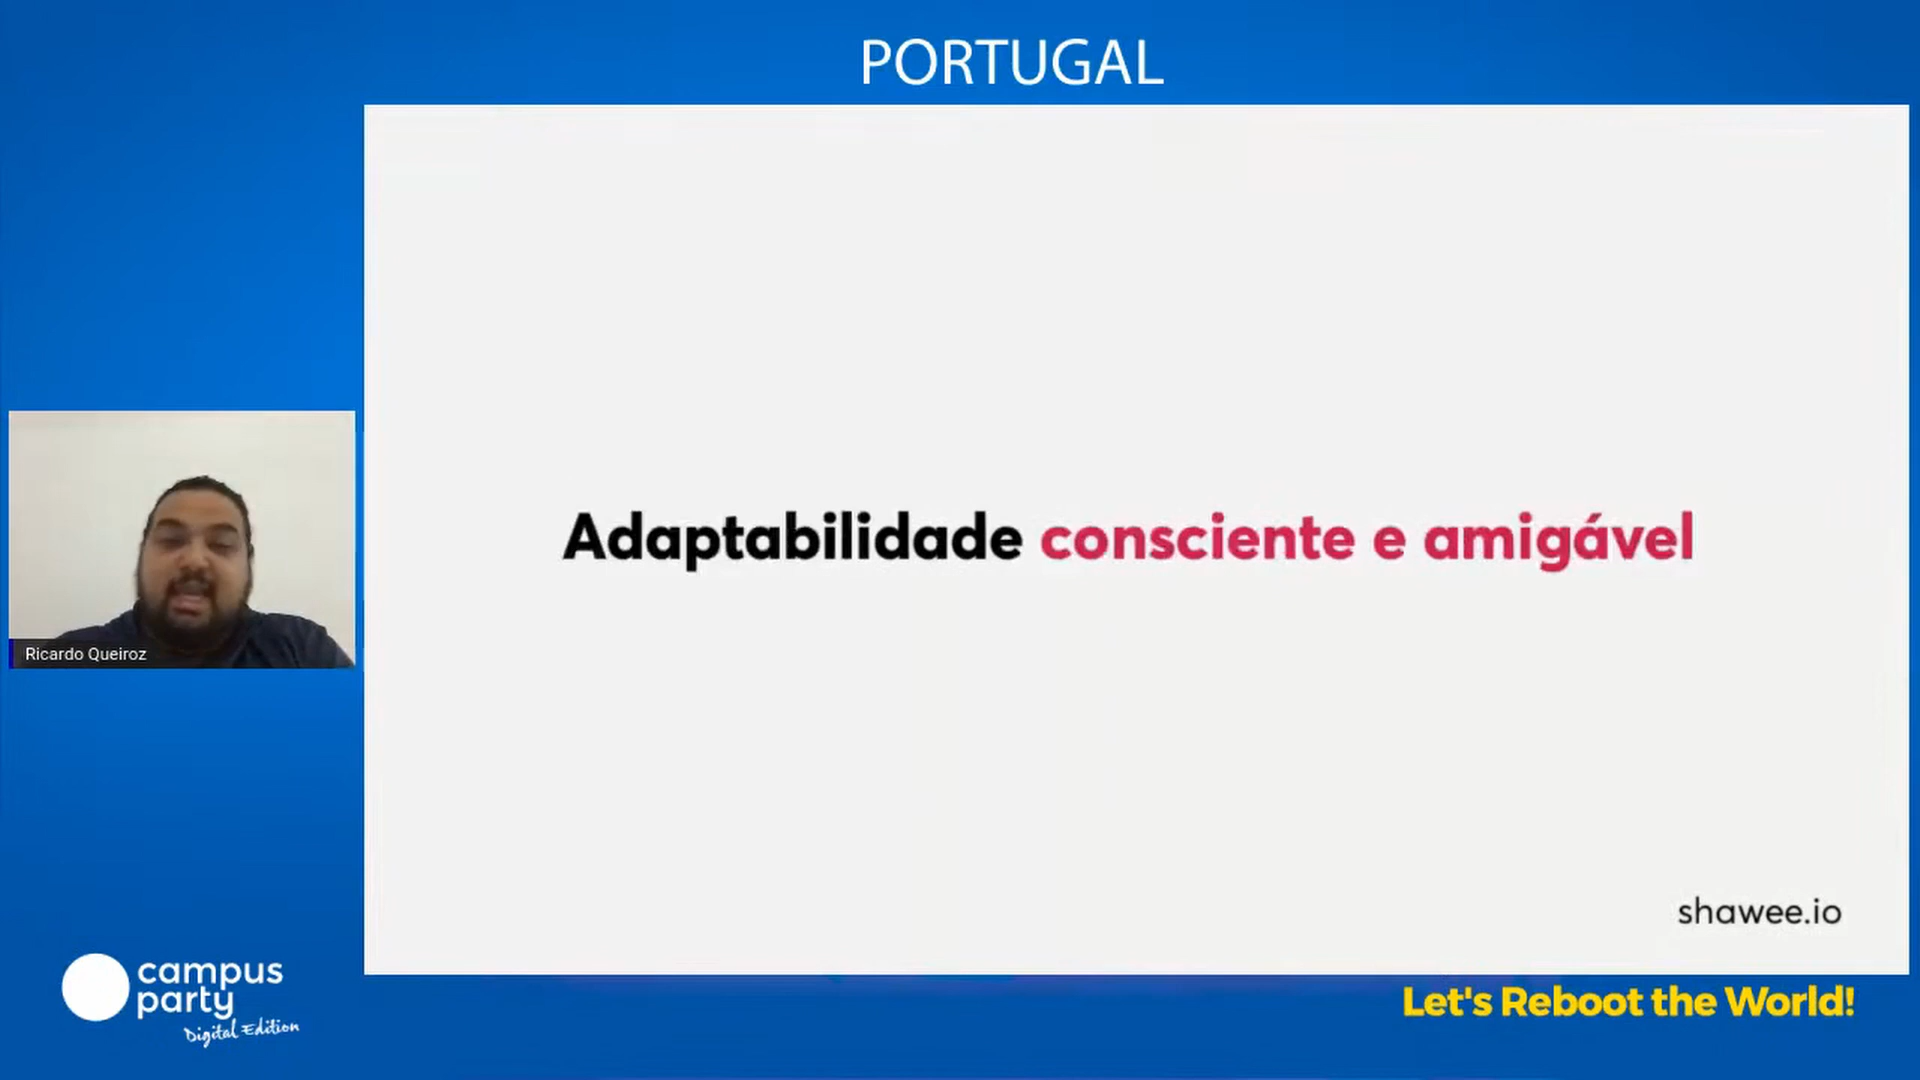 PORTUGAL
Adaptabilidade consciente e amigável
Ricardo Queiroz
shawee.io
campus
party
Digital Edition
Let's Reboot the World!